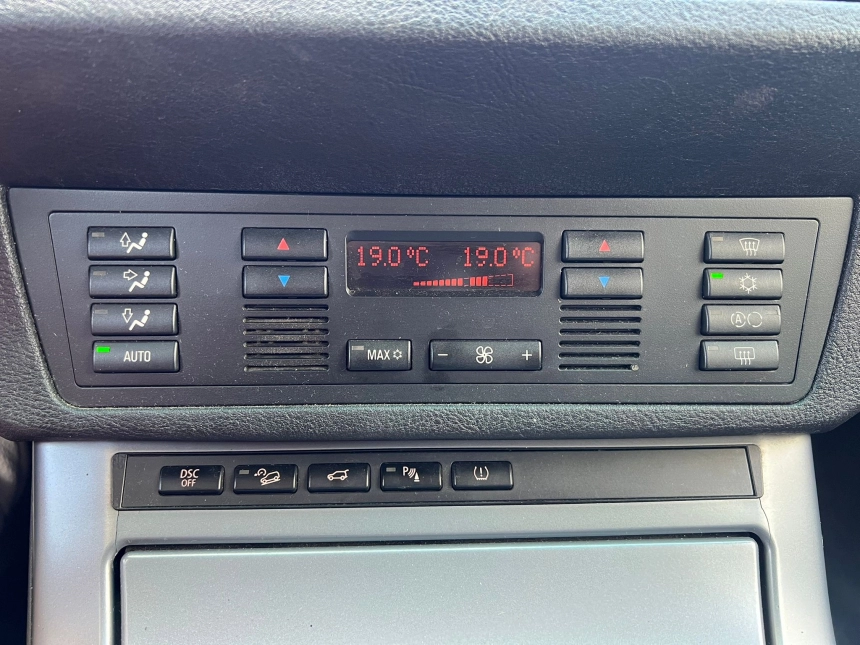 19.0°C 19.0°C
AUTO
MAX
- +
A
DSC
OFF
P